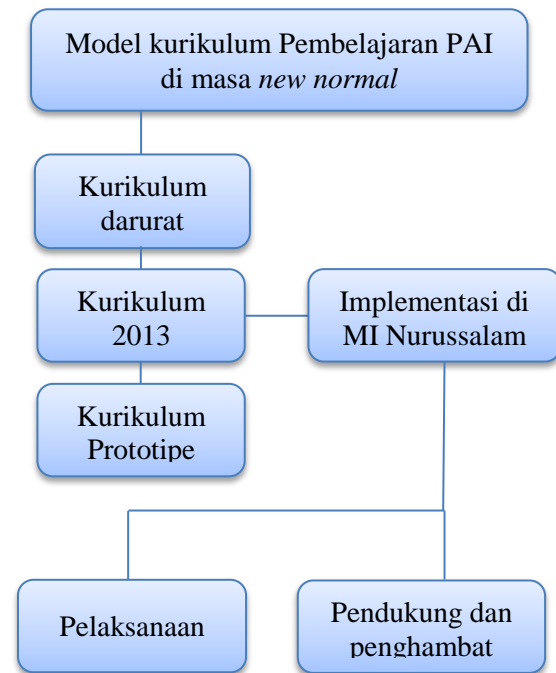 Model kurikulum Pembelajaran PAI
di masa new normal
Kurikulum
darurat
Kurikulum
2013
Implementasi di
MI Nurussalam
Kurikulum
Prototipe
Pelaksanaan
Pendukung dan
penghambat